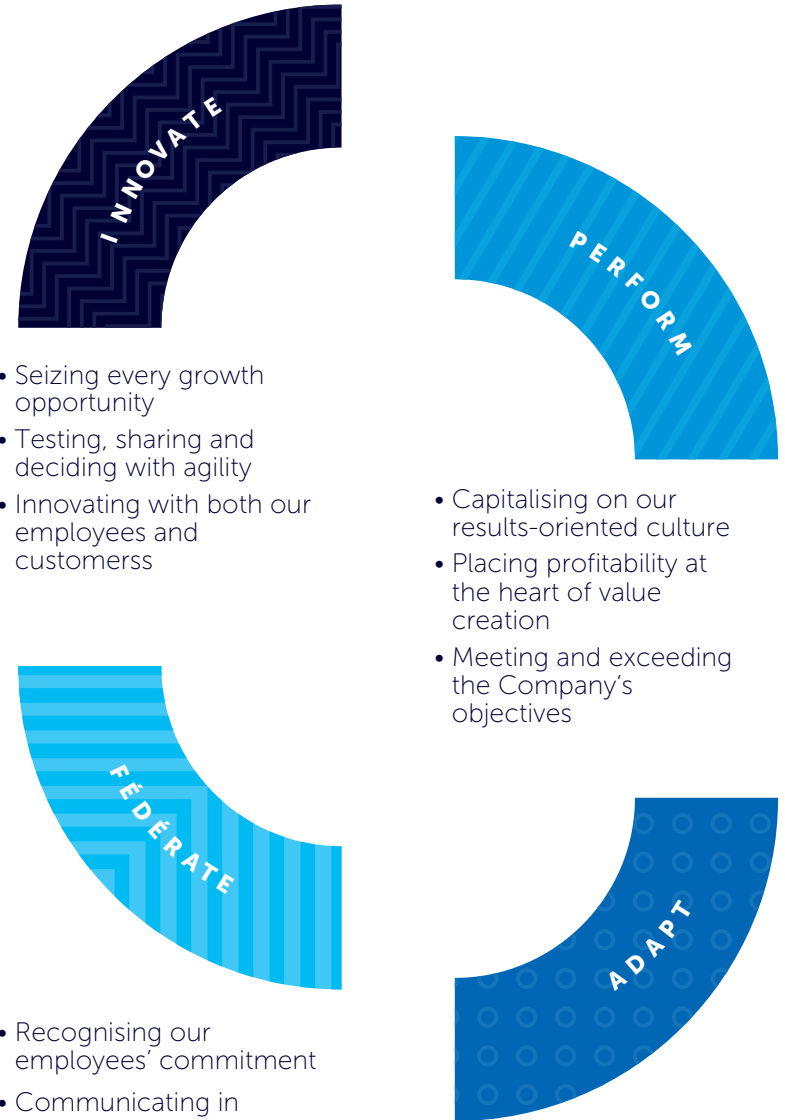 INNOVATE
• Seizing every growth
opportunity
• Testing, sharing and
deciding with agility
• Innovating with both our
employees and
customerss
PERFORM
• Capitalising on our
results-oriented culture
• Placing profitability at
the heart of value
creation
• Meeting and exceeding
the Company’s
objectives
FÉDÉRATE
• Recognising our
employees’ commitment
• Communicating in
ADAPT